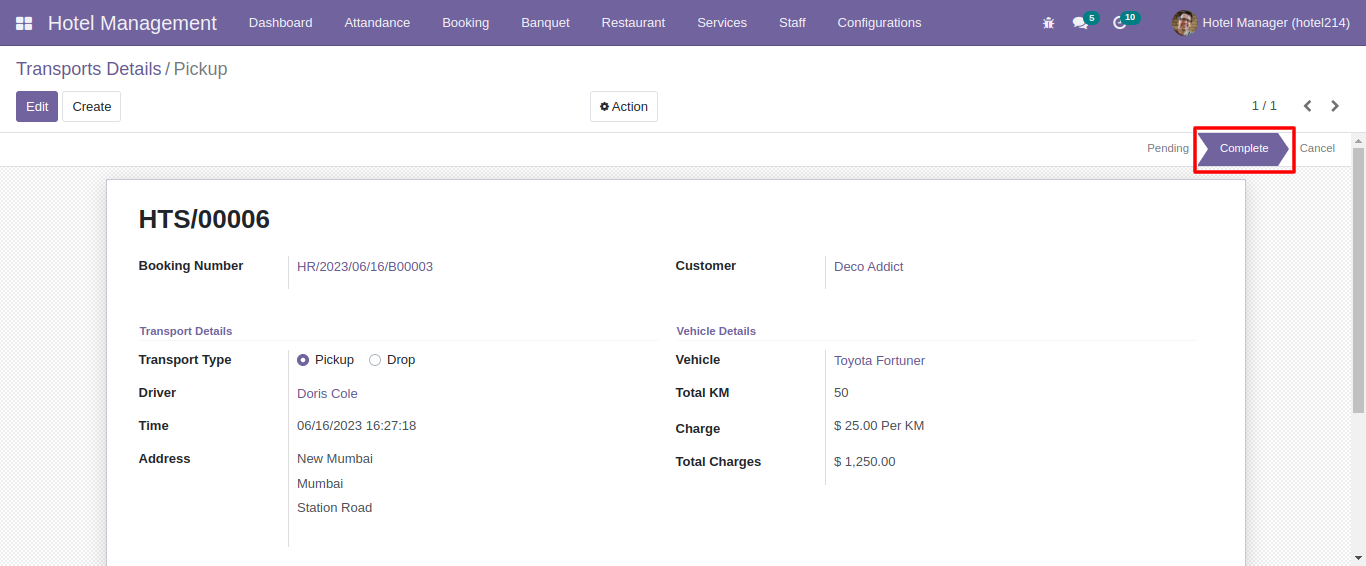 Hotel Management Dashboard Attandance Booking Banquet Restaurant Services Staff Configurations 5 10 Hotel Manager (hotel214)
Transports Details / Pickup
Edit Create Action 1 / 1
Pending Complete Cancel
HTS/00006
Booking Number HR/2023/06/16/B00003 Customer Deco Addict
Transport Details Vehicle Details
Transport Type Pickup Drop Vehicle Toyota Fortuner
Driver Doris Cole Total KM 50
Time 06/16/2023 16:27:18 Charge $ 25.00 Per KM
Address New Mumbai Total Charges $ 1,250.00
Mumbai
Station Road